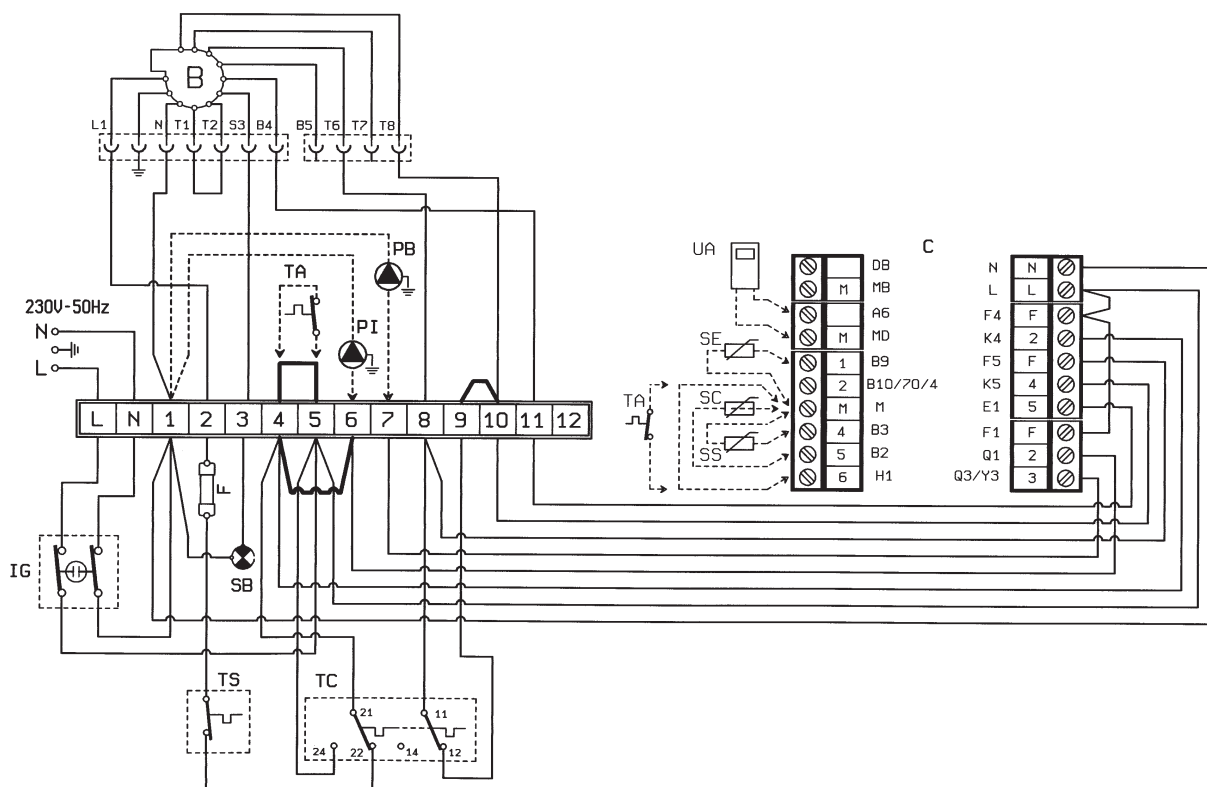 B
L1 N T1 T2 S3 B4 B5 T6 T7 T8
PB
TA
PI
230V-50Hz
N
L
L N 1 2 3 4 5 6 7 8 9 10 11 12
F
IG
SB
TS
TC
21 11
24 22 14 12
UA
C
DB
M MB
A6
M MD
SE
1 B9
2 B10/70/4
TA
SC
M M
4 B3
SS
5 B2
6 H1
N N
L L
F4 F
K4 2
F5 F
K5 4
E1 5
F1 F
Q1 2
Q3/Y3 3